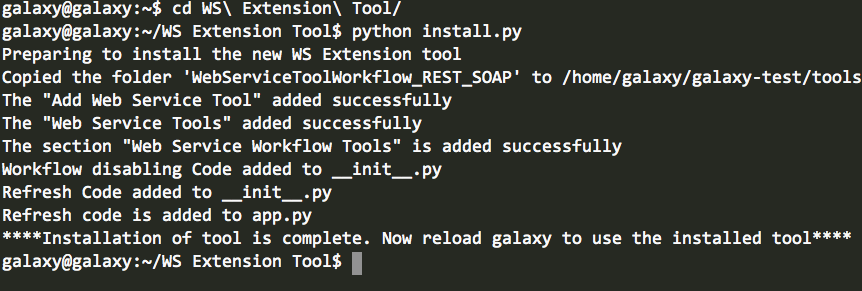 galaxy@galaxy:~$ cd WS\ Extension\ Tool/
galaxy@galaxy:~/WS Extension Tool$ python install.py
Preparing to install the new WS Extension tool
Copied the folder 'WebServiceToolWorkflow_REST_SOAP' to /home/galaxy/galaxy-test/tools
The "Add Web Service Tool" added successfully
The "Web Service Tools" added successfully
The section "Web Service Workflow Tools" is added successfully
Workflow disabling Code added to __init__.py
Refresh Code added to __init__.py
Refresh code is added to app.py
****Installation of tool is complete. Now reload galaxy to use the installed tool****
galaxy@galaxy:~/WS Extension Tool$